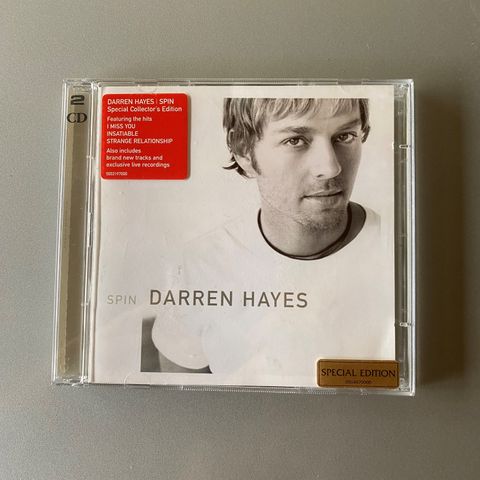 2
CD
DARREN HAYES | SPIN
Special Collector's Edition
Featuring the hits
I MISS YOU
INSATIABLE
STRANGE RELATIONSHIP
Also includes
brand new tracks and
exclusive live recordings
SPIN DARREN HAYES
SPECIAL EDITION